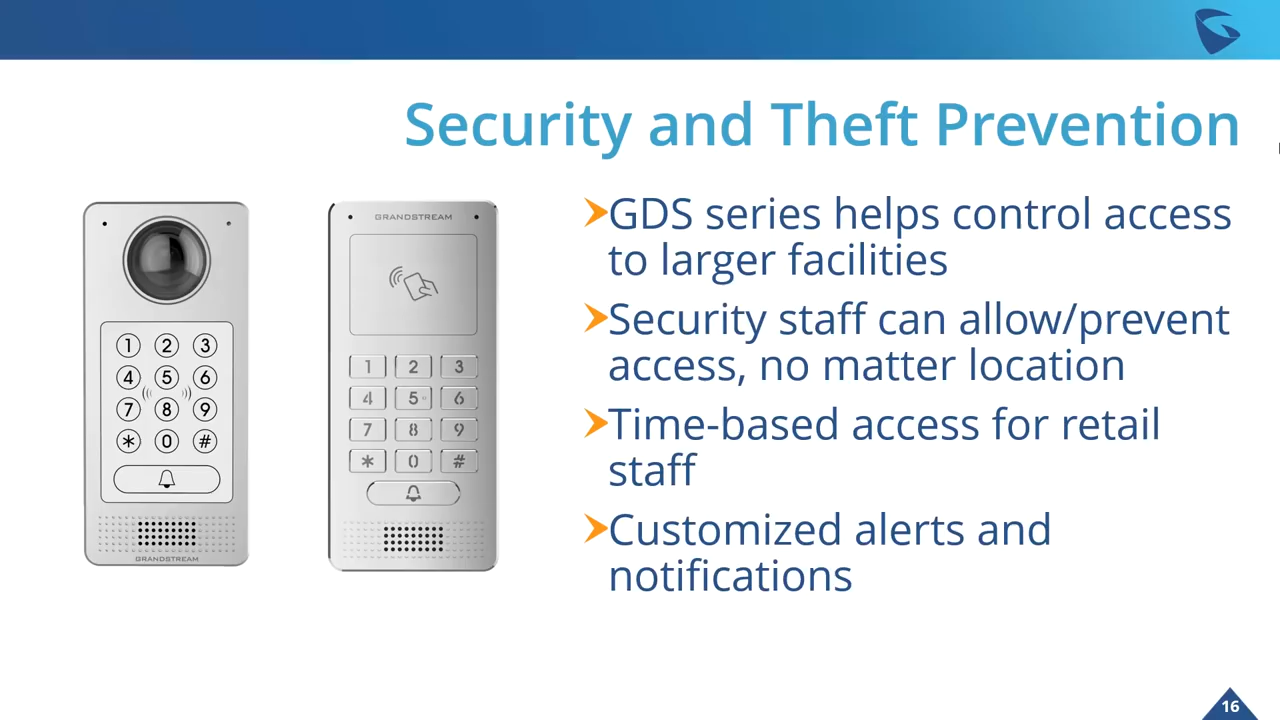 Security and Theft Prevention
GRANDSTREAM
1 2 3
4 5 6
7 8 9
* 0 #
GRANDSTREAM
1 2 3
4 5 6
7 8 9
* 0 #
GDS series helps control access
to larger facilities
Security staff can allow/prevent
access, no matter location
Time-based access for retail
staff
Customized alerts and
notifications
16